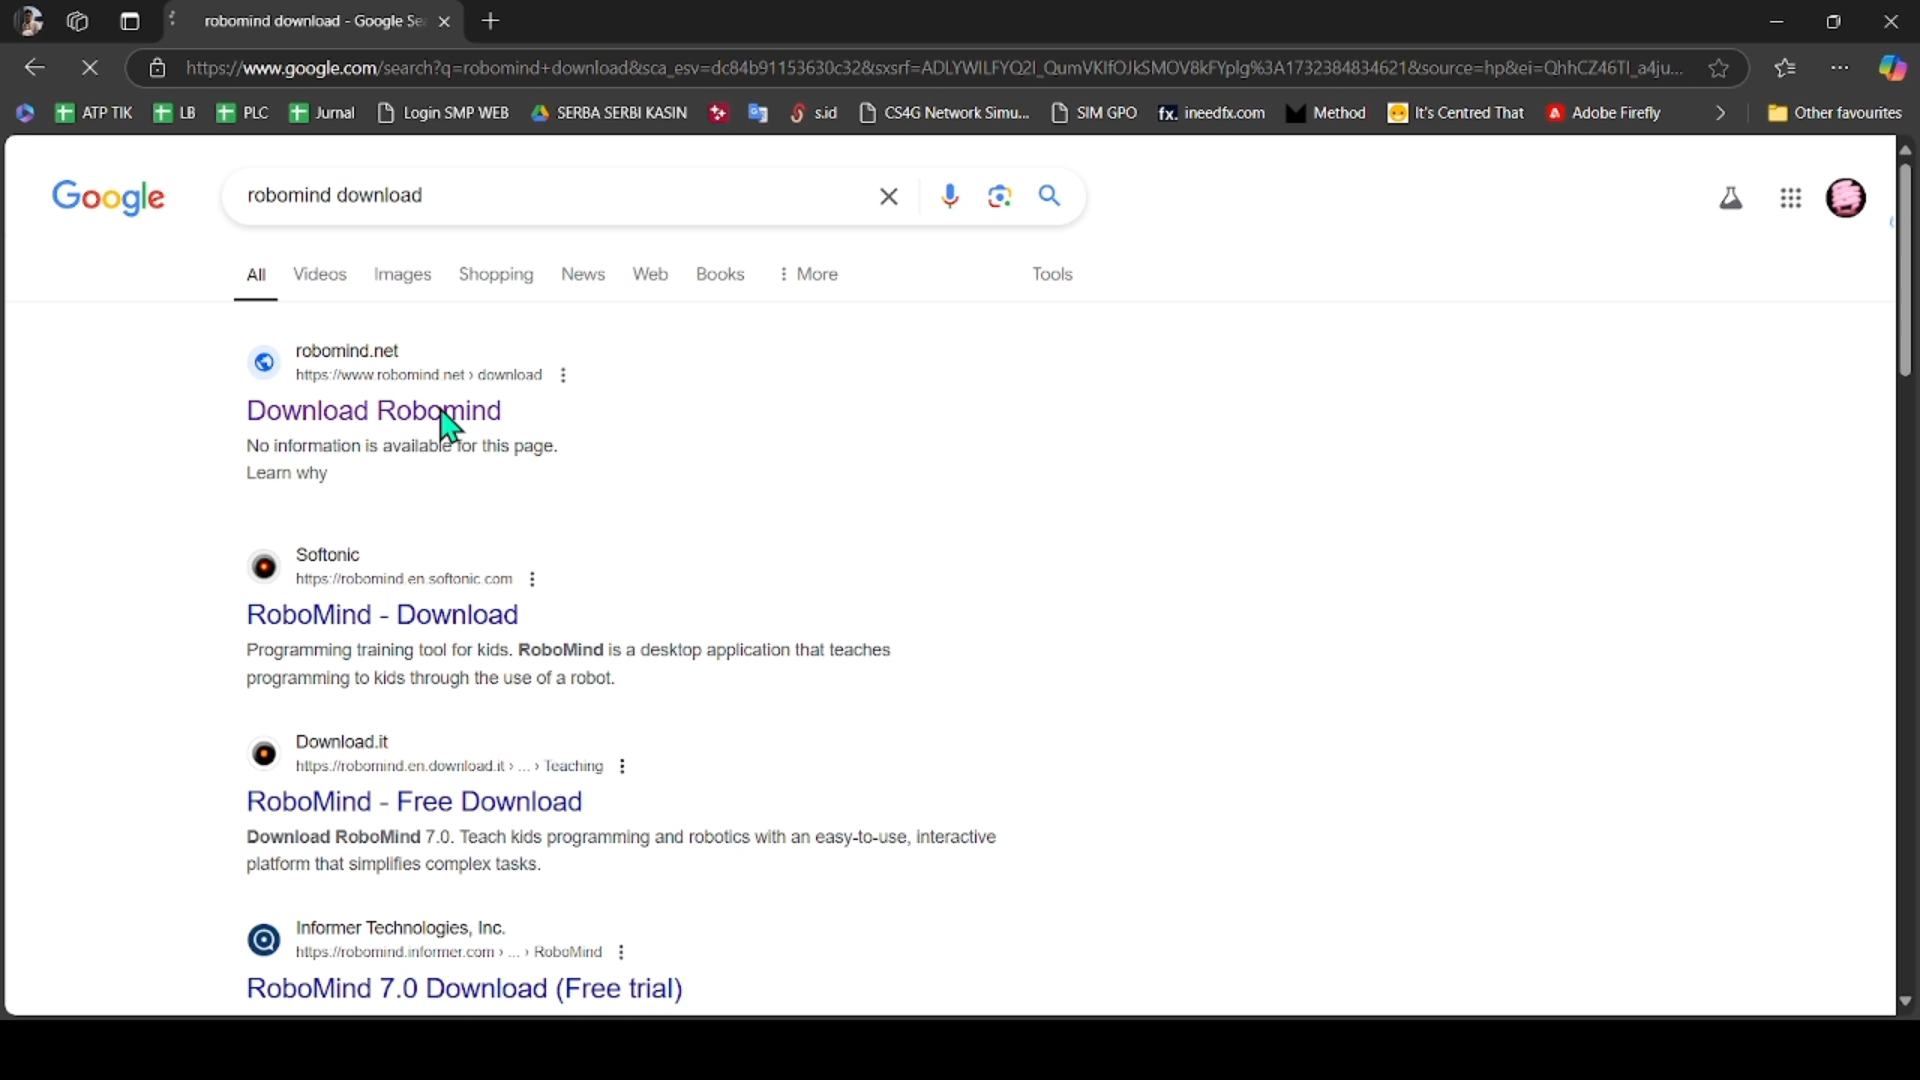 robomind download - Google Se
https://www.google.com/search?q=robomind+download&sca_esv=dc84b91153630c32&sxsrf=ADLYWILFYQ2I_QumVKIfOJkSMOV8kFYplg%3A1732384834621&source=hp&ei=QhhCZ46TI_a4ju...
ATP TIK
LB
PLC
Jurnal
Login SMP WEB
SERBA SERBI KASIN
s.id
CS4G Network Simu...
SIM GPO
fx. ineedfx.com
Method
It's Centred That
Adobe Firefly
Other favourites
Google
robomind download
All
Videos
Images
Shopping
News
Web
Books
More
Tools
robomind.net
https://www.robomind.net › download
Download Robomind
No information is available for this page.
Learn why
Softonic
https://robomind.en.softonic.com
RoboMind - Download
Programming training tool for kids. RoboMind is a desktop application that teaches
programming to kids through the use of a robot.
Download.it
https://robomind.en.download.it › ... › Teaching
RoboMind - Free Download
Download RoboMind 7.0. Teach kids programming and robotics with an easy-to-use, interactive
platform that simplifies complex tasks.
Informer Technologies, Inc.
https://robomind.informer.com › ... › RoboMind
RoboMind 7.0 Download (Free trial)